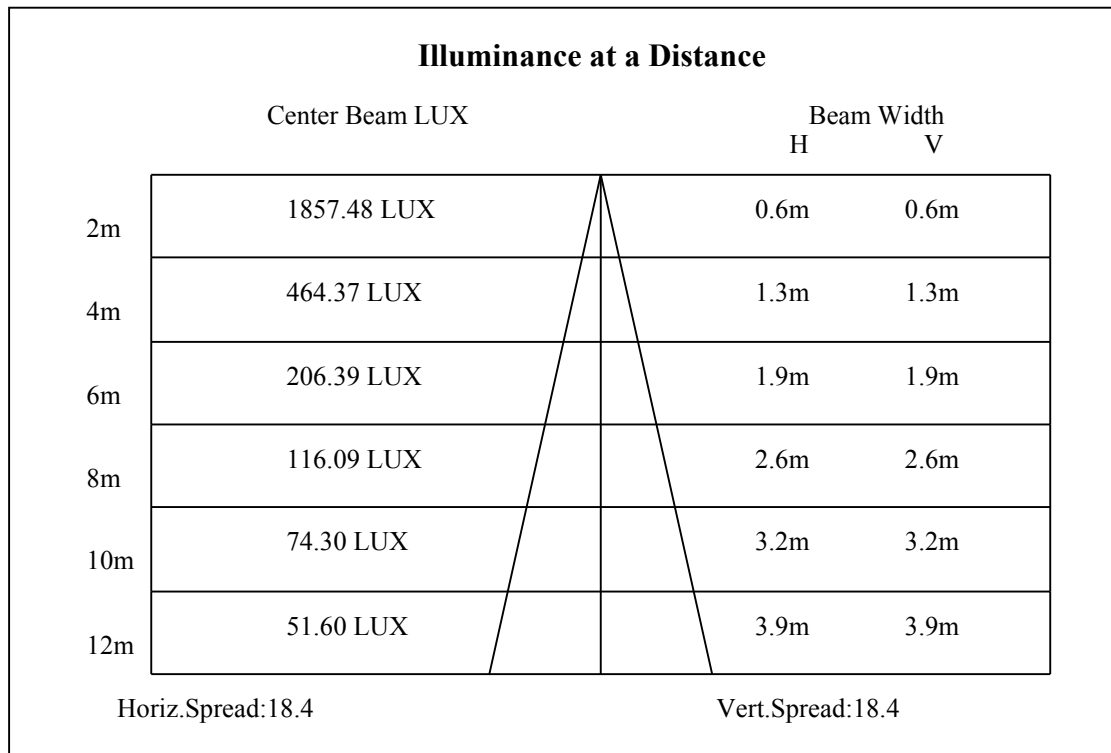 Illuminance at a Distance
Center Beam LUX Beam Width
H V
2m 1857.48 LUX 0.6m 0.6m
4m 464.37 LUX 1.3m 1.3m
6m 206.39 LUX 1.9m 1.9m
8m 116.09 LUX 2.6m 2.6m
10m 74.30 LUX 3.2m 3.2m
12m 51.60 LUX 3.9m 3.9m
Horiz.Spread:18.4 Vert.Spread:18.4